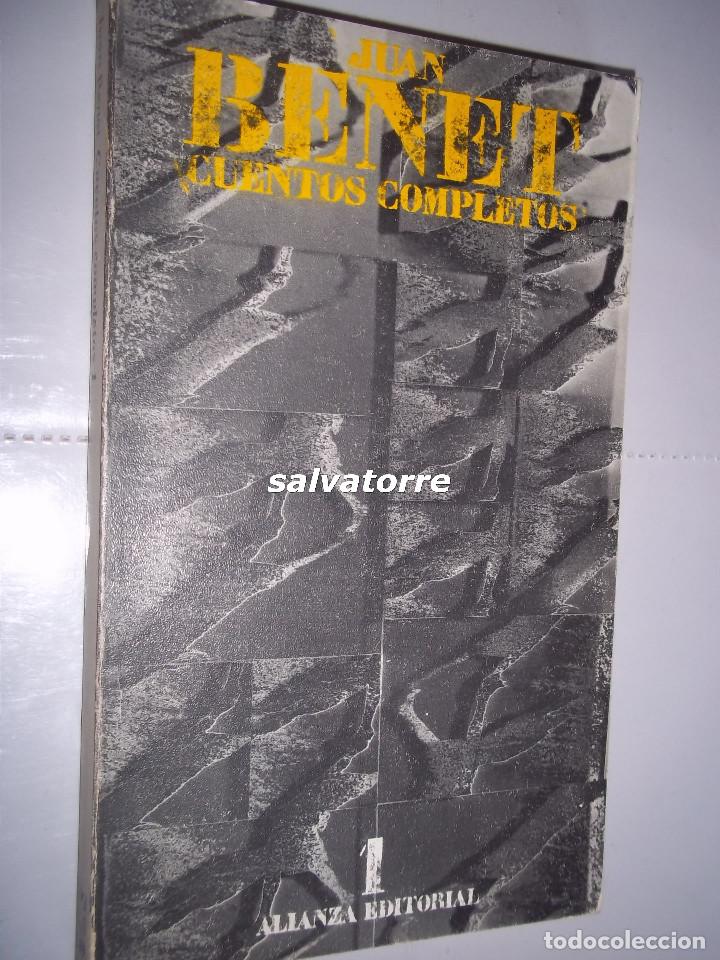 JUAN
BENET
CUENTOS COMPLETOS
salvatorre
1
ALIANZA EDITORIAL
todocoleccion